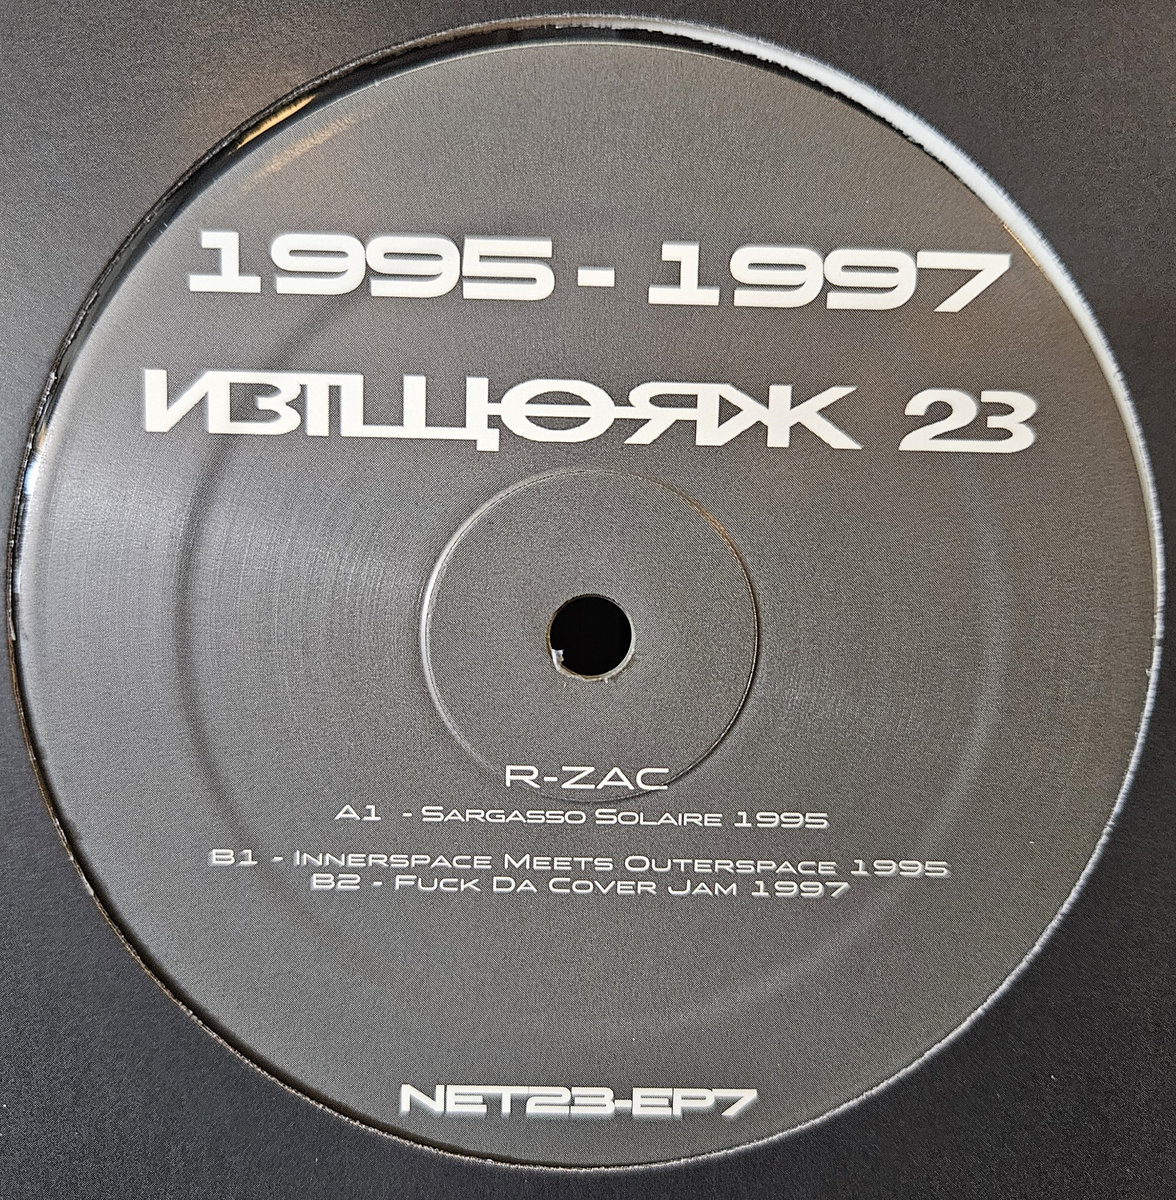 1995 - 1997
ИВТЩӨЯЖ 23
R-ZAC
A1 - Sargasso Solaire 1995
B1 - Innerspace Meets Outerspace 1995
B2 - Fuck Da Cover Jam 1997
NET23-EP7